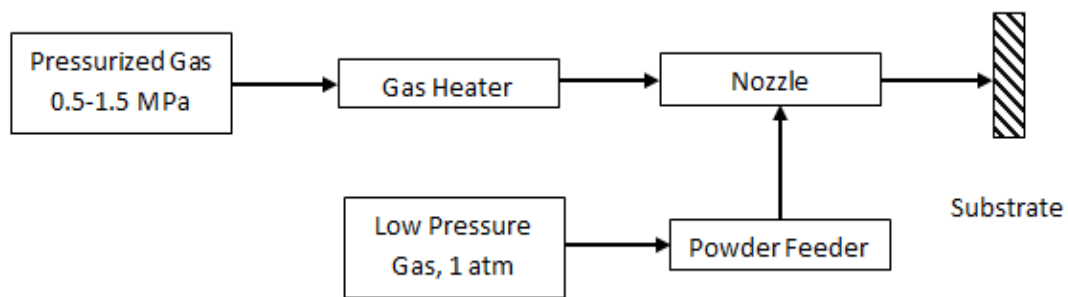 Pressurized Gas
0.5-1.5 MPa
Gas Heater
Nozzle
Low Pressure
Gas, 1 atm
Powder Feeder
Substrate